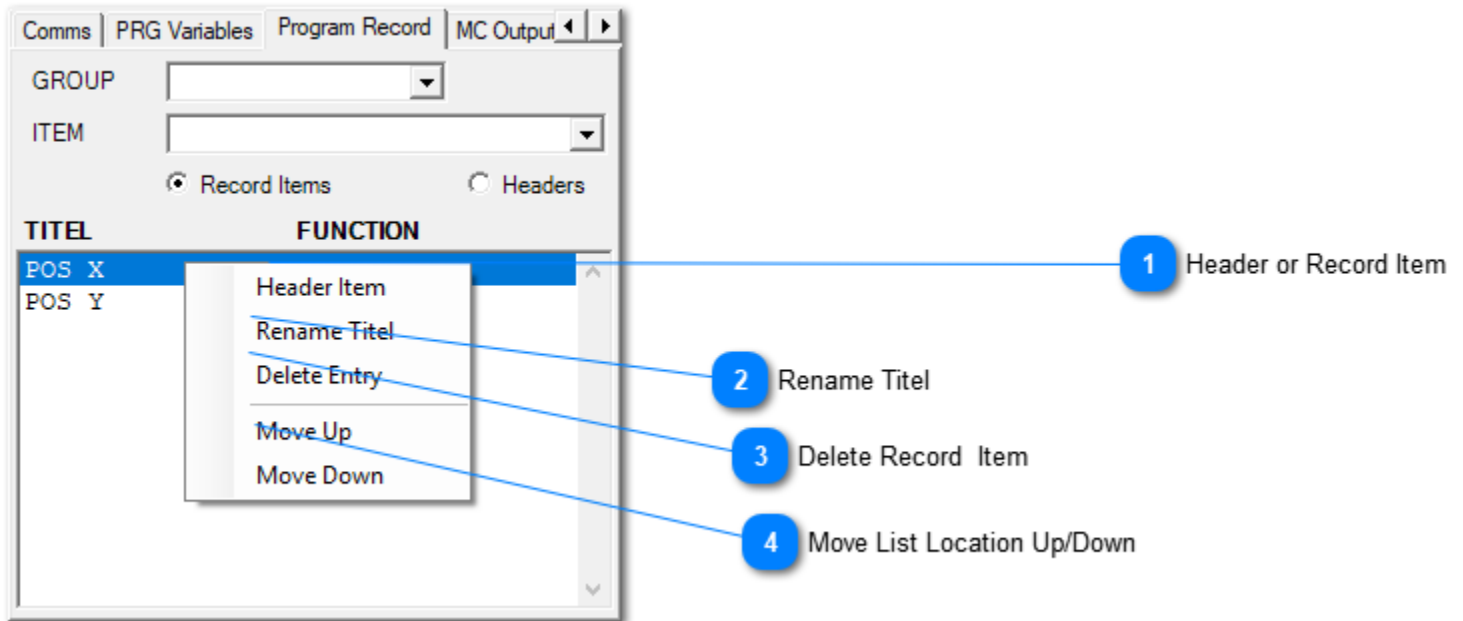 Comms PRG Variables Program Record MC Output
GROUP
ITEM
Record Items Headers
TITEL FUNCTION
POS X
POS Y
Header Item
Rename Titel
Delete Entry
Move Up
Move Down
1 Header or Record Item
2 Rename Titel
3 Delete Record Item
4 Move List Location Up/Down